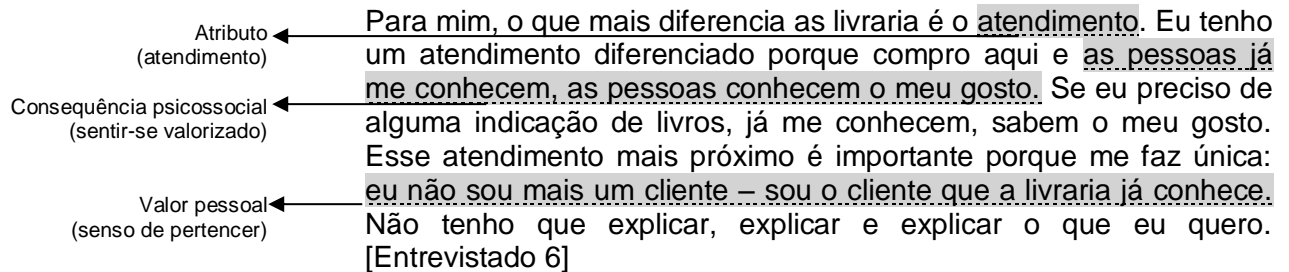 Atributo
(atendimento)
Consequência psicossocial
(sentir-se valorizado)
Valor pessoal
(senso de pertencer)
Para mim, o que mais diferencia as livraria é o atendimento. Eu tenho
um atendimento diferenciado porque compro aqui e as pessoas já
me conhecem, as pessoas conhecem o meu gosto. Se eu preciso de
alguma indicação de livros, já me conhecem, sabem o meu gosto.
Esse atendimento mais próximo é importante porque me faz única:
eu não sou mais um cliente – sou o cliente que a livraria já conhece.
Não tenho que explicar, explicar e explicar o que eu quero.
[Entrevistado 6]